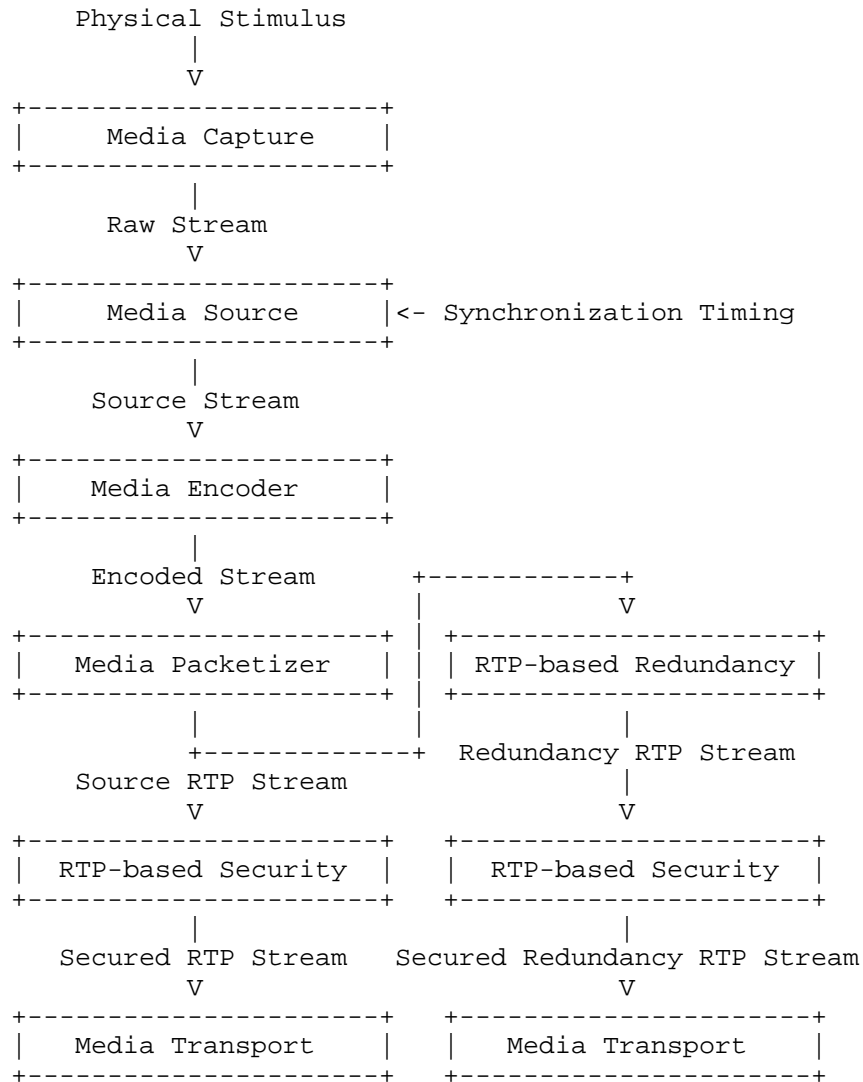 Physical Stimulus
|
V
+----------------------+
| Media Capture |
+----------------------+
|
Raw Stream
V
+----------------------+
| Media Source |<- Synchronization Timing
+----------------------+
|
Source Stream
V
+----------------------+
| Media Encoder |
+----------------------+
|
Encoded Stream +------------+
V | V
+----------------------+ | +----------------------+
| Media Packetizer | | | RTP-based Redundancy |
+----------------------+ | +----------------------+
| | |
+-------------+ Redundancy RTP Stream
Source RTP Stream |
V V
+----------------------+ +----------------------+
| RTP-based Security | | RTP-based Security |
+----------------------+ +----------------------+
| |
Secured RTP Stream Secured Redundancy RTP Stream
V V
+----------------------+ +----------------------+
| Media Transport | | Media Transport |
+----------------------+ +----------------------+